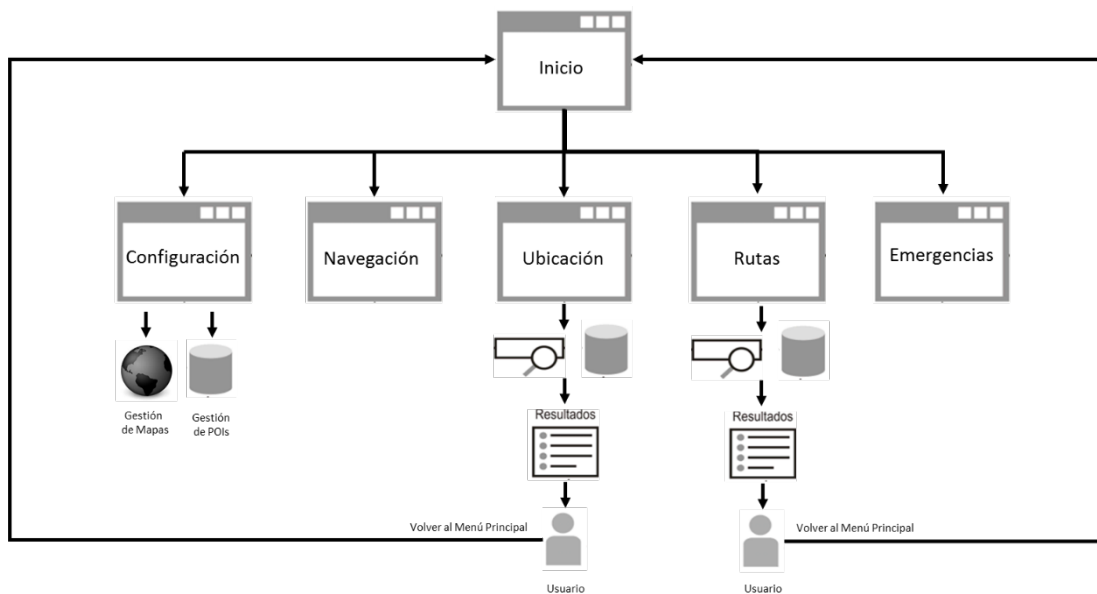 Inicio
Configuración
Navegación
Ubicación
Rutas
Emergencias
Gestión
de Mapas
Gestión
de POIs
Resultados
Resultados
Volver al Menú Principal
Volver al Menú Principal
Usuario
Usuario